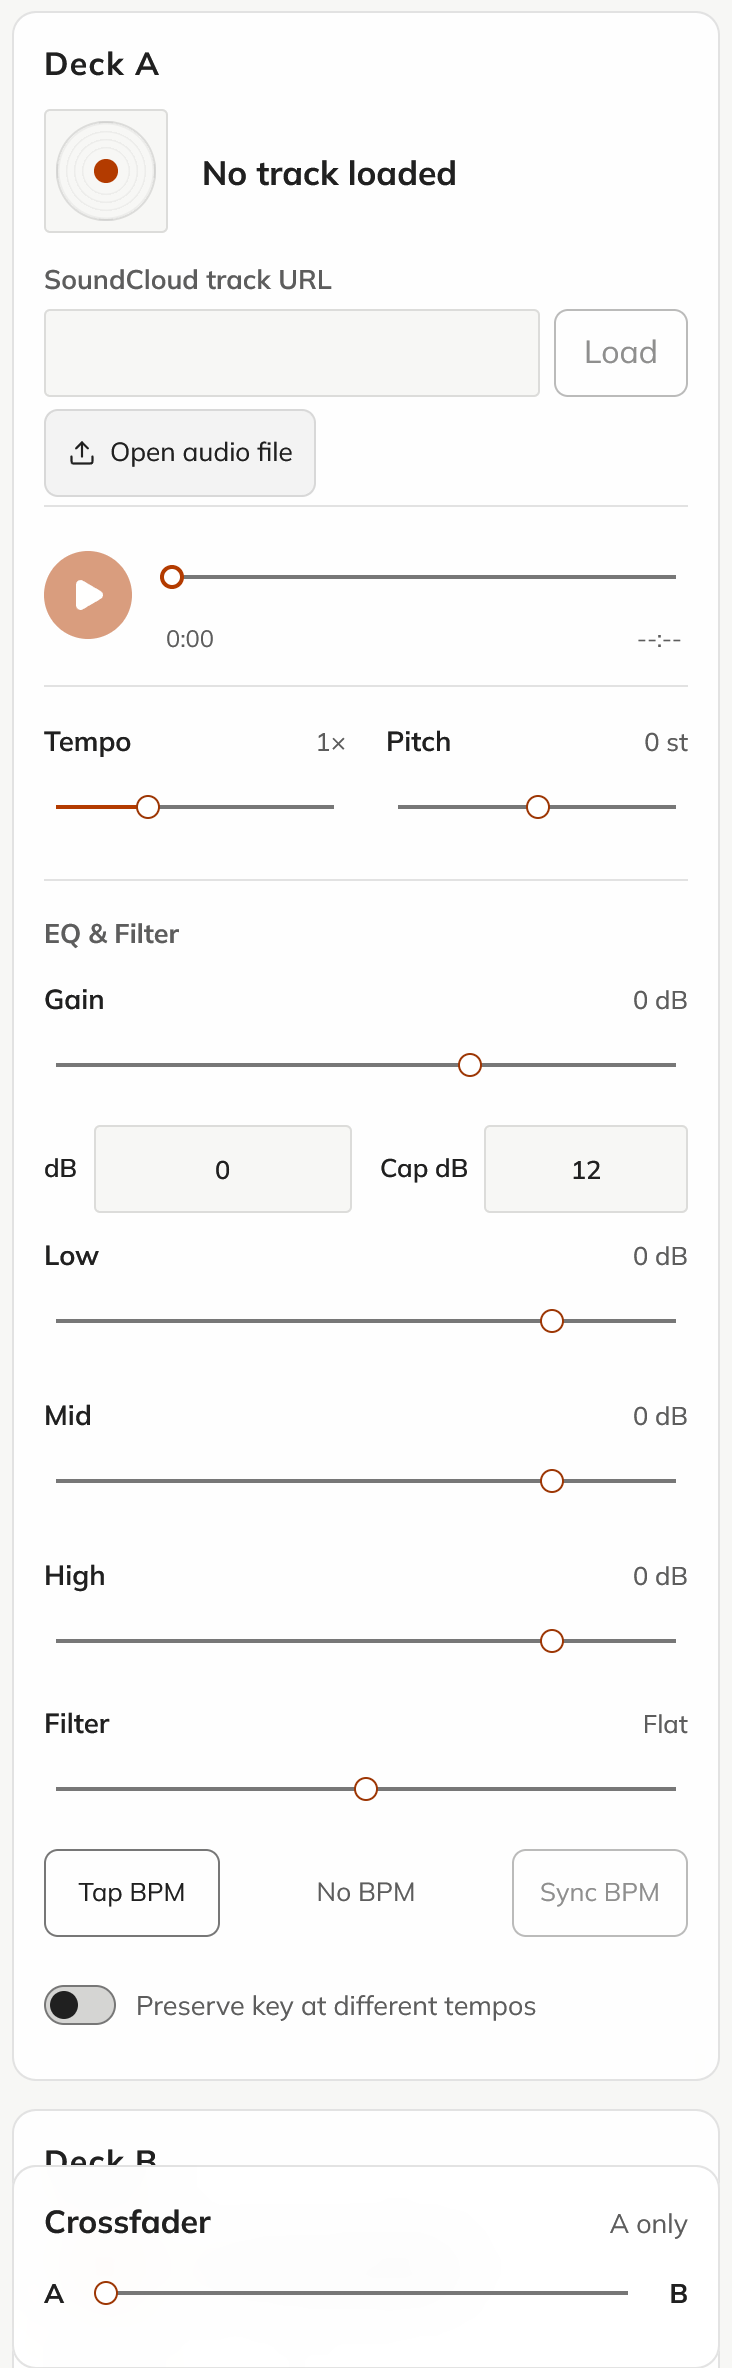 Deck A
No track loaded
SoundCloud track URL
Load
Open audio file
0:00 --:--
Tempo 1× Pitch 0 st
EQ & Filter
Gain 0 dB
dB 0 Cap dB 12
Low 0 dB
Mid 0 dB
High 0 dB
Filter Flat
Tap BPM No BPM Sync BPM
Preserve key at different tempos
Deck B
Crossfader A only
A B